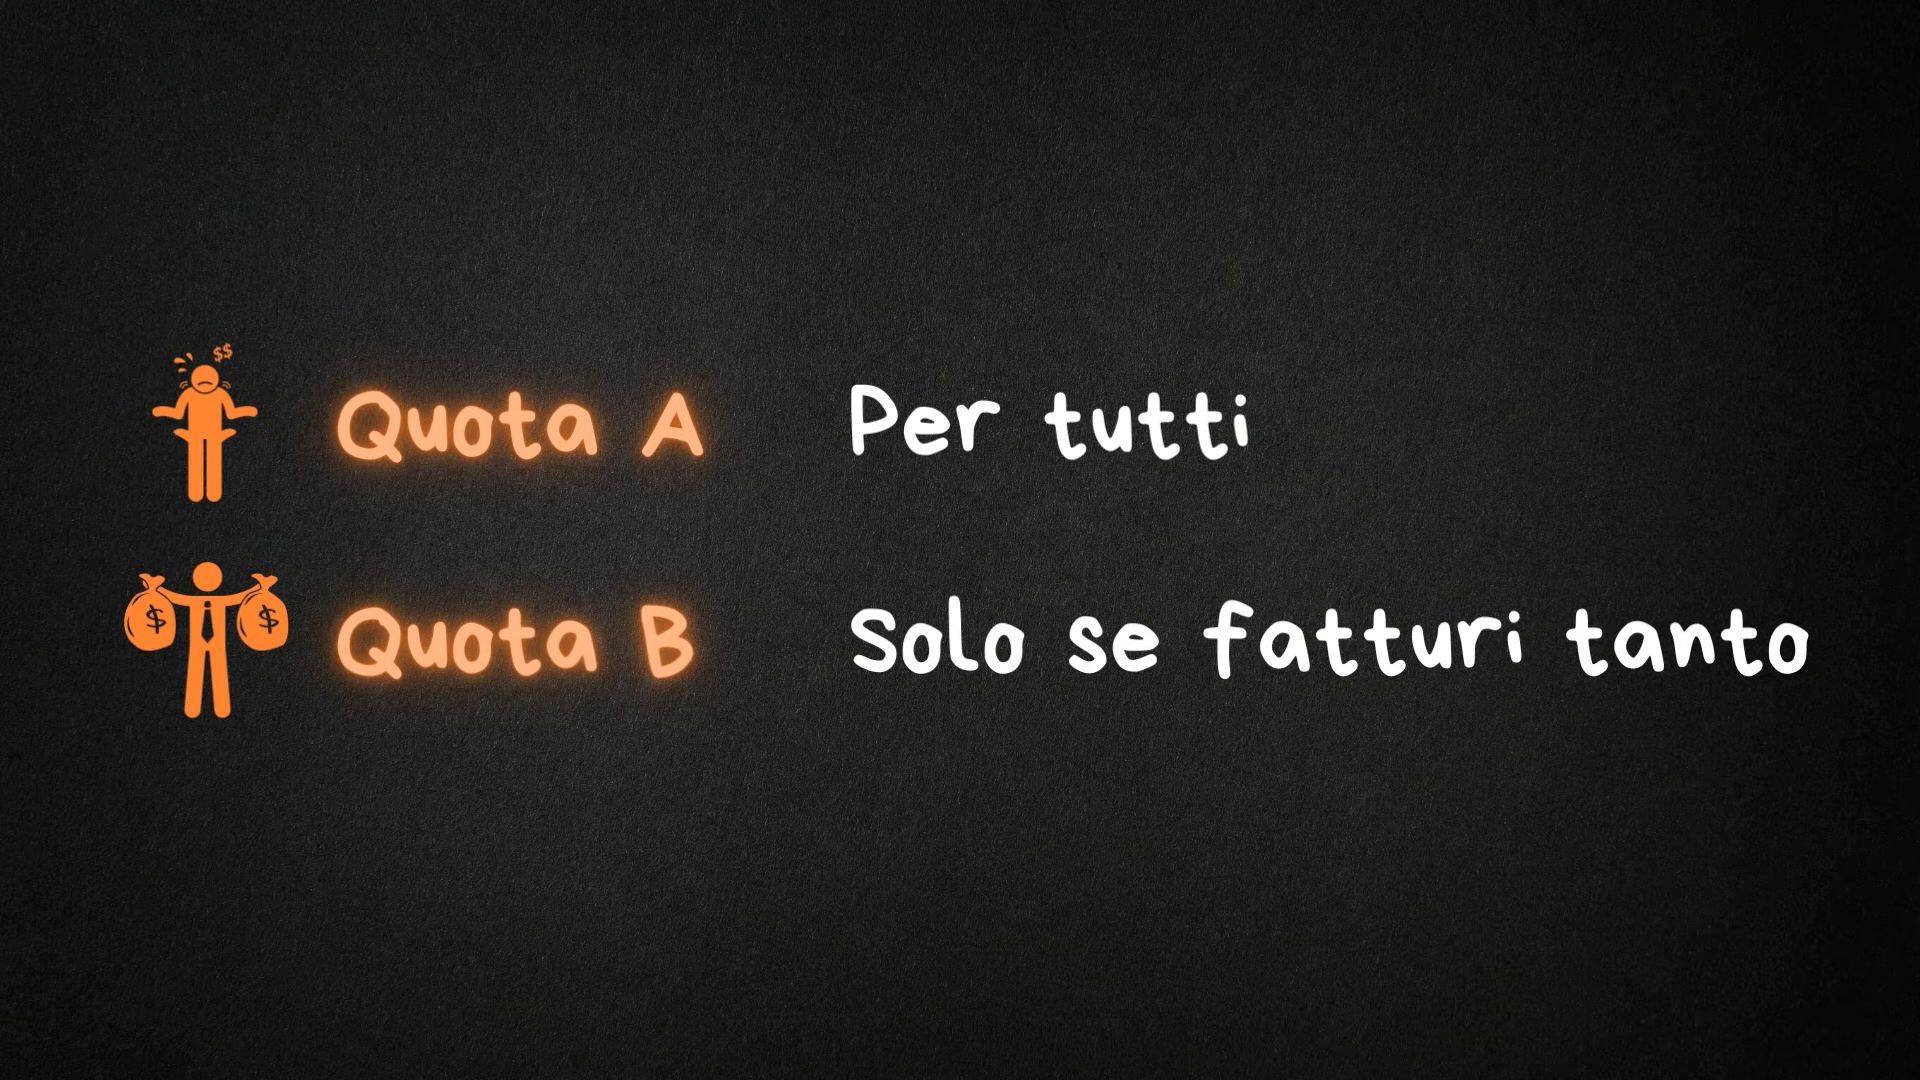 $$
Quota A Per tutti
$ $
Quota B Solo se fatturi tanto